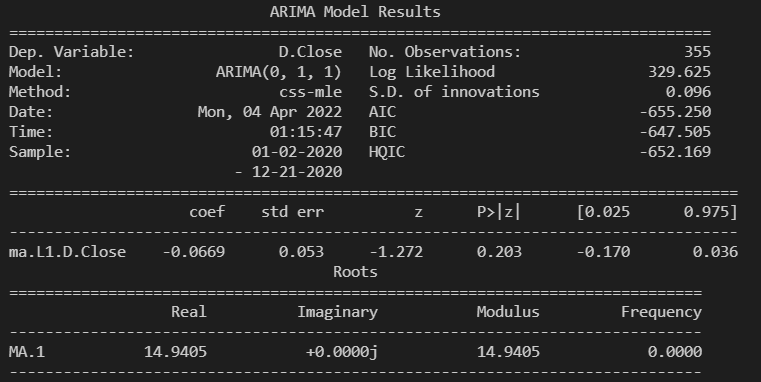 ARIMA Model Results
==============================================================================
Dep. Variable: D.Close No. Observations: 355
Model: ARIMA(0, 1, 1) Log Likelihood 329.625
Method: css-mle S.D. of innovations 0.096
Date: Mon, 04 Apr 2022 AIC -655.250
Time: 01:15:47 BIC -647.505
Sample: 01-02-2020 HQIC -652.169
- 12-21-2020
=================================================================================
coef std err z P>|z| [0.025 0.975]
---------------------------------------------------------------------------------
ma.L1.D.Close -0.0669 0.053 -1.272 0.203 -0.170 0.036
Roots
=============================================================================
Real Imaginary Modulus Frequency
-----------------------------------------------------------------------------
MA.1 14.9405 +0.0000j 14.9405 0.0000
-----------------------------------------------------------------------------